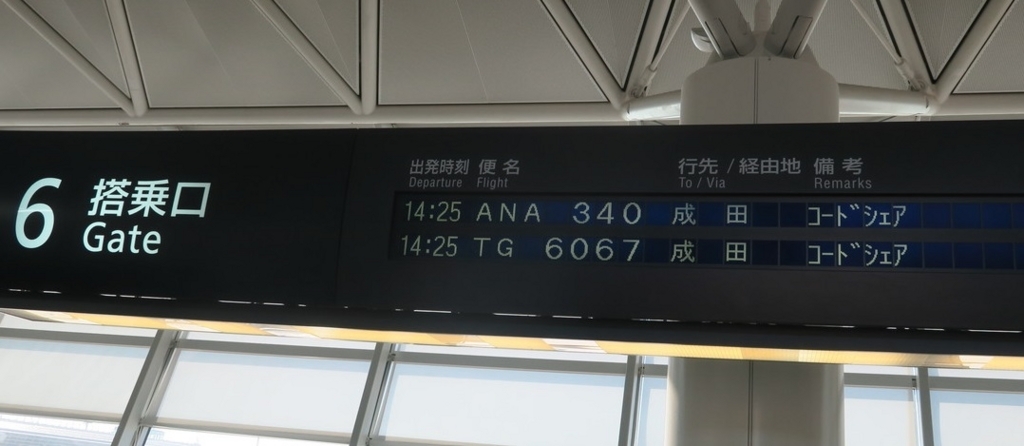 6 搭乗口
Gate
出発時刻 便名 行先 / 経由地 備考
Departure Flight To / Via Remarks
14:25 ANA 340 成田 コードシェア
14:25 TG 6067 成田 コードシェア